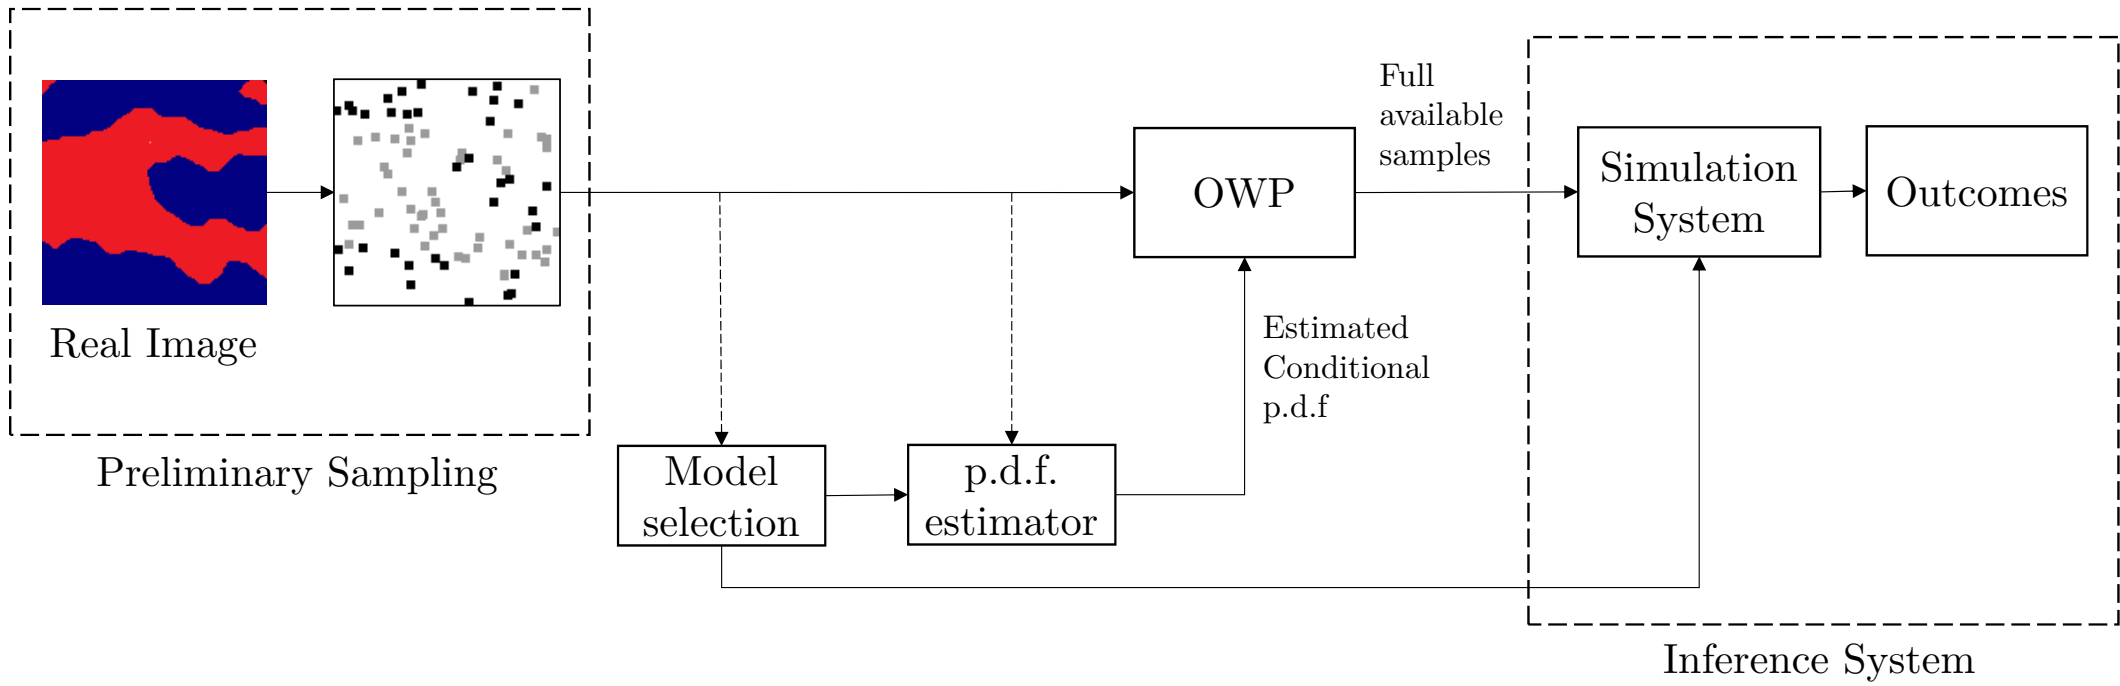 Real Image
Preliminary Sampling
Model
selection
p.d.f.
estimator
OWP
Estimated
Conditional
p.d.f
Full
available
samples
Simulation
System
Outcomes
Inference System